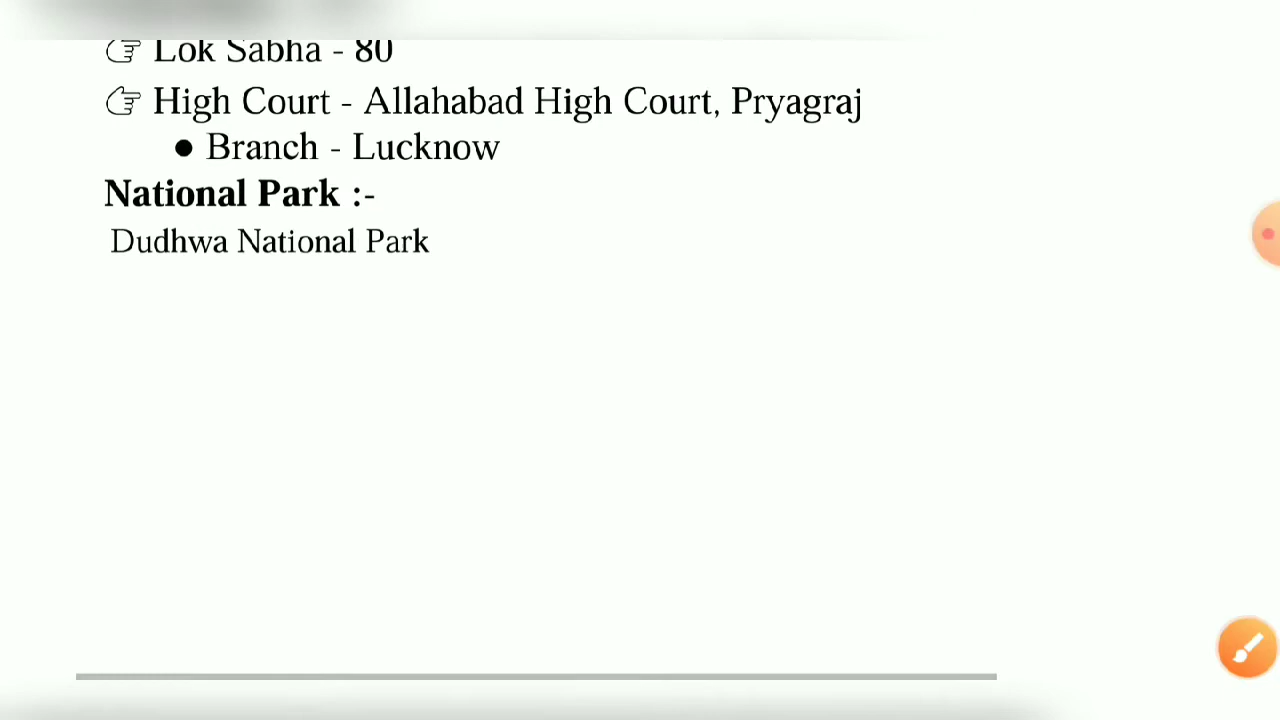 ☞ Lok Sabha - 80
☞ High Court - Allahabad High Court, Pryagraj
● Branch - Lucknow
National Park :-
Dudhwa National Park